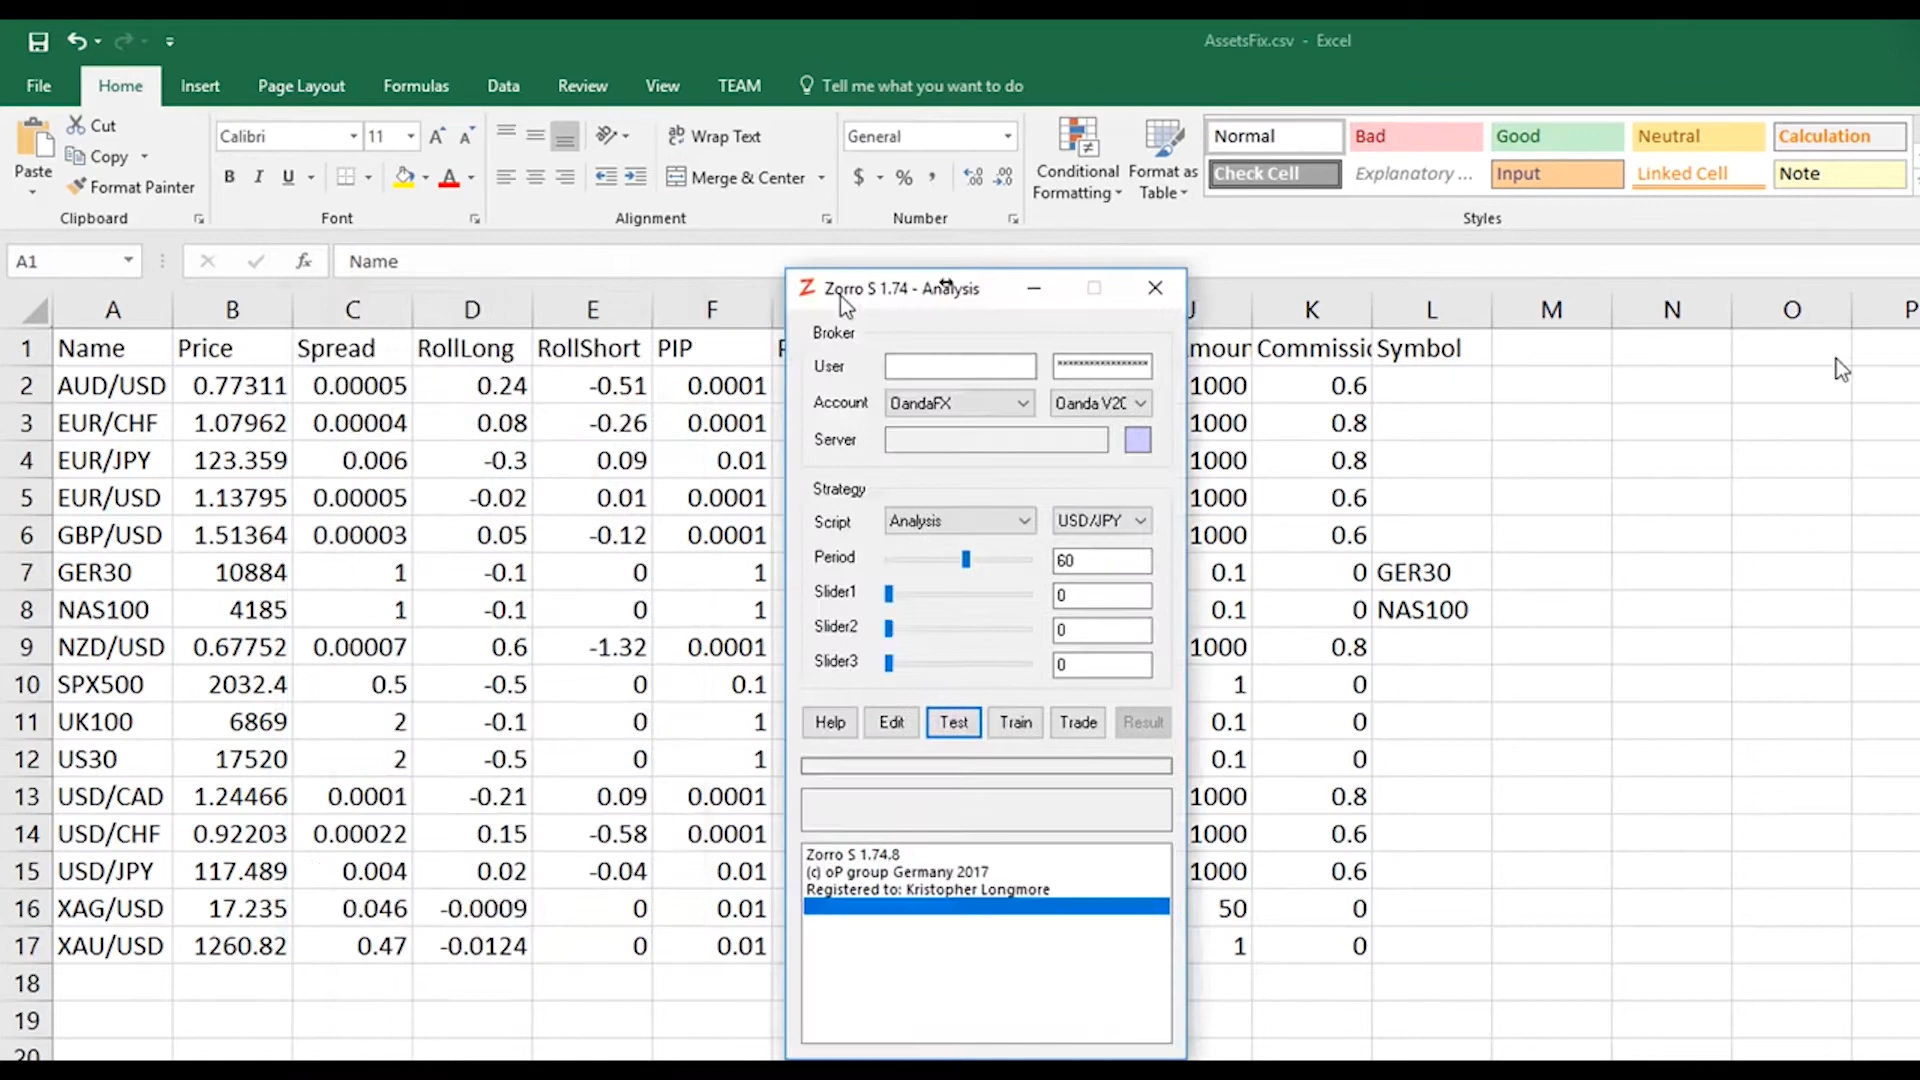 AssetsFix.csv - Excel
File Home Insert Page Layout Formulas Data Review View TEAM Tell me what you want to do
Paste
Cut
Copy
Format Painter
Clipboard
Calibri 11
B I U
Font
Wrap Text
Merge & Center
Alignment
General
$ % ,
Number
Conditional Formatting
Format as Table
Normal Bad Good Neutral Calculation
Check Cell Explanatory ... Input Linked Cell Note
Styles
A1 fx Name
A B C D E F J K L M N O P
1 Name Price Spread RollLong RollShort PIP mour Commissic Symbol
2 AUD/USD 0.77311 0.00005 0.24 -0.51 0.0001 1000 0.6
3 EUR/CHF 1.07962 0.00004 0.08 -0.26 0.0001 1000 0.8
4 EUR/JPY 123.359 0.006 -0.3 0.09 0.01 1000 0.8
5 EUR/USD 1.13795 0.00005 -0.02 0.01 0.0001 1000 0.6
6 GBP/USD 1.51364 0.00003 0.05 -0.12 0.0001 1000 0.6
7 GER30 10884 1 -0.1 0 1 0.1 0 GER30
8 NAS100 4185 1 -0.1 0 1 0.1 0 NAS100
9 NZD/USD 0.67752 0.00007 0.6 -1.32 0.0001 1000 0.8
10 SPX500 2032.4 0.5 -0.5 0 0.1 1 0
11 UK100 6869 2 -0.1 0 1 0.1 0
12 US30 17520 2 -0.5 0 1 0.1 0
13 USD/CAD 1.24466 0.0001 -0.21 0.09 0.0001 1000 0.8
14 USD/CHF 0.92203 0.00022 0.15 -0.58 0.0001 1000 0.6
15 USD/JPY 117.489 0.004 0.02 -0.04 0.01 1000 0.6
16 XAG/USD 17.235 0.046 -0.0009 0 0.01 50 0
17 XAU/USD 1260.82 0.47 -0.0124 0 0.01 1 0
18
19
20
Z Zorro S 1.74 - Analysis
Broker
User ****************
Account OandaFX Oanda V20
Server
Strategy
Script Analysis USD/JPY
Period 60
Slider1 0
Slider2 0
Slider3 0
Help Edit Test Train Trade Result
Zorro S 1.74.8
(c) oP group Germany 2017
Registered to: Kristopher Longmore